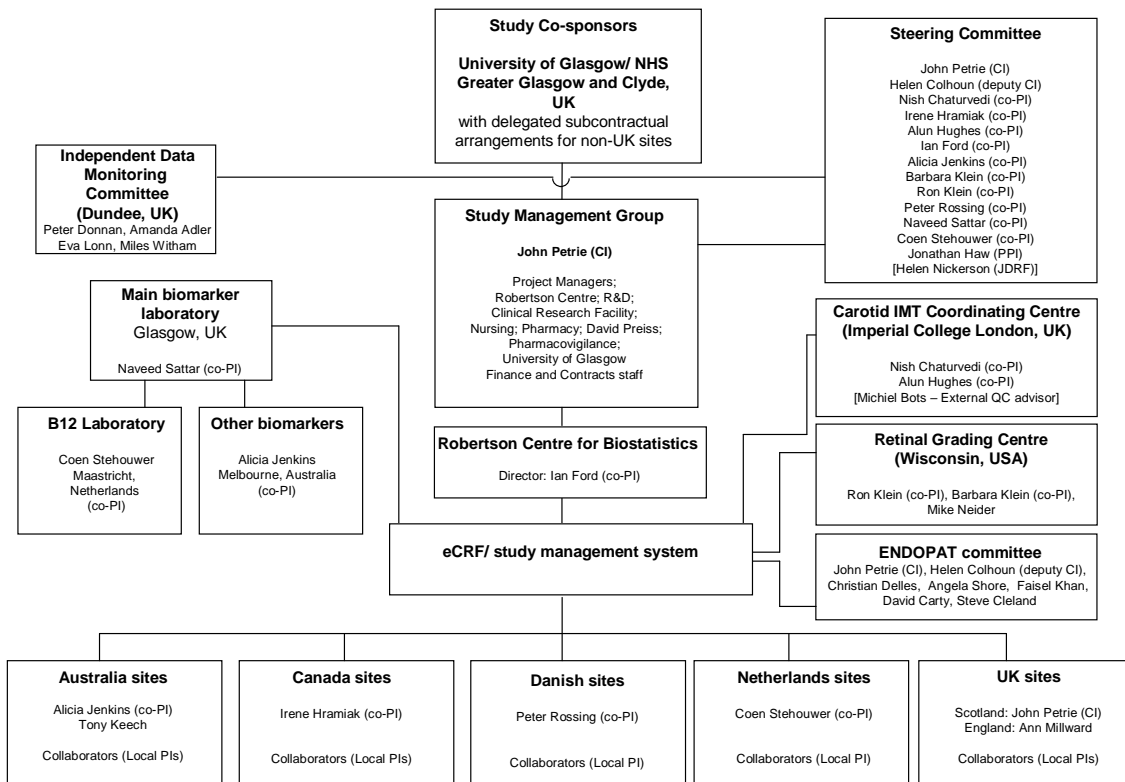 Study Co-sponsors
University of Glasgow/ NHS
Greater Glasgow and Clyde,
UK
with delegated subcontractual
arrangements for non-UK sites
Steering Committee
John Petrie (CI)
Helen Colhoun (deputy CI)
Nish Chaturvedi (co-PI)
Irene Hramiak (co-PI)
Alun Hughes (co-PI)
Ian Ford (co-PI)
Alicia Jenkins (co-PI)
Barbara Klein (co-PI)
Ron Klein (co-PI)
Peter Rossing (co-PI)
Naveed Sattar (co-PI)
Coen Stehouwer (co-PI)
Jonathan Haw (PPI)
[Helen Nickerson (JDRF)]
Independent Data
Monitoring
Committee
(Dundee, UK)
Peter Donnan, Amanda Adler
Eva Lonn, Miles Witham
Study Management Group
John Petrie (CI)
Project Managers;
Robertson Centre; R&D;
Clinical Research Facility;
Nursing; Pharmacy; David Preiss;
Pharmacovigilance;
University of Glasgow
Finance and Contracts staff
Main biomarker
laboratory
Glasgow, UK
Naveed Sattar (co-PI)
Carotid IMT Coordinating Centre
(Imperial College London, UK)
Nish Chaturvedi (co-PI)
Alun Hughes (co-PI)
[Michiel Bots – External QC advisor]
B12 Laboratory
Coen Stehouwer
Maastricht,
Netherlands
(co-PI)
Other biomarkers
Alicia Jenkins
Melbourne, Australia
(co-PI)
Robertson Centre for Biostatistics
Director: Ian Ford (co-PI)
Retinal Grading Centre
(Wisconsin, USA)
Ron Klein (co-PI), Barbara Klein (co-PI),
Mike Neider
eCRF/ study management system
ENDOPAT committee
John Petrie (CI), Helen Colhoun (deputy CI),
Christian Delles, Angela Shore, Faisel Khan,
David Carty, Steve Cleland
Australia sites
Alicia Jenkins (co-PI)
Tony Keech
Collaborators (Local PIs)
Canada sites
Irene Hramiak (co-PI)
Collaborators (Local PIs)
Danish sites
Peter Rossing (co-PI)
Collaborators (Local PI)
Netherlands sites
Coen Stehouwer (co-PI)
Collaborators (Local PI)
UK sites
Scotland: John Petrie (CI)
England: Ann Millward
Collaborators (Local PIs)